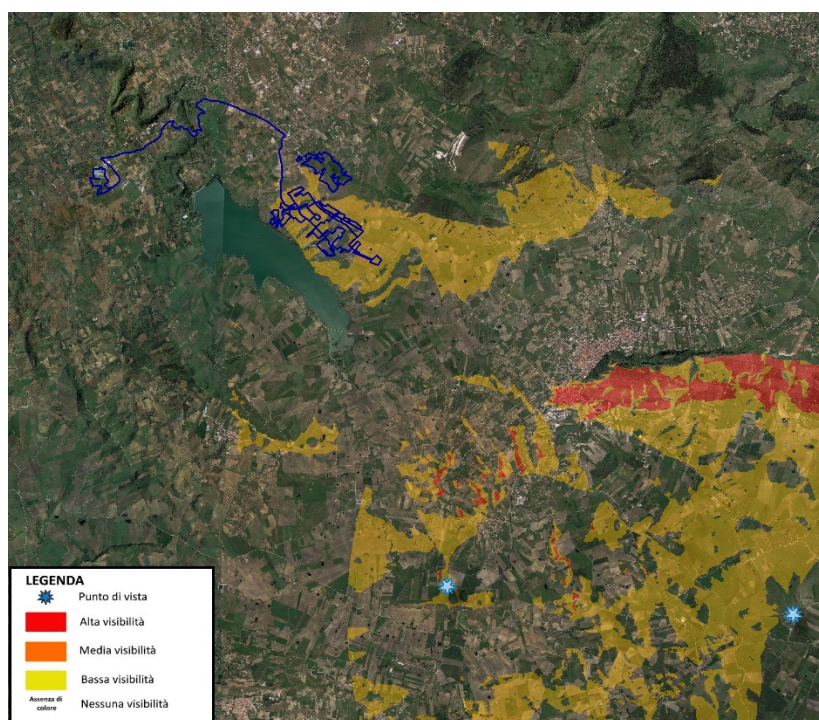 LEGENDA
Punto di vista
Alta visibilità
Media visibilità
Bassa visibilità
Assenza di
colore
Nessuna visibilità